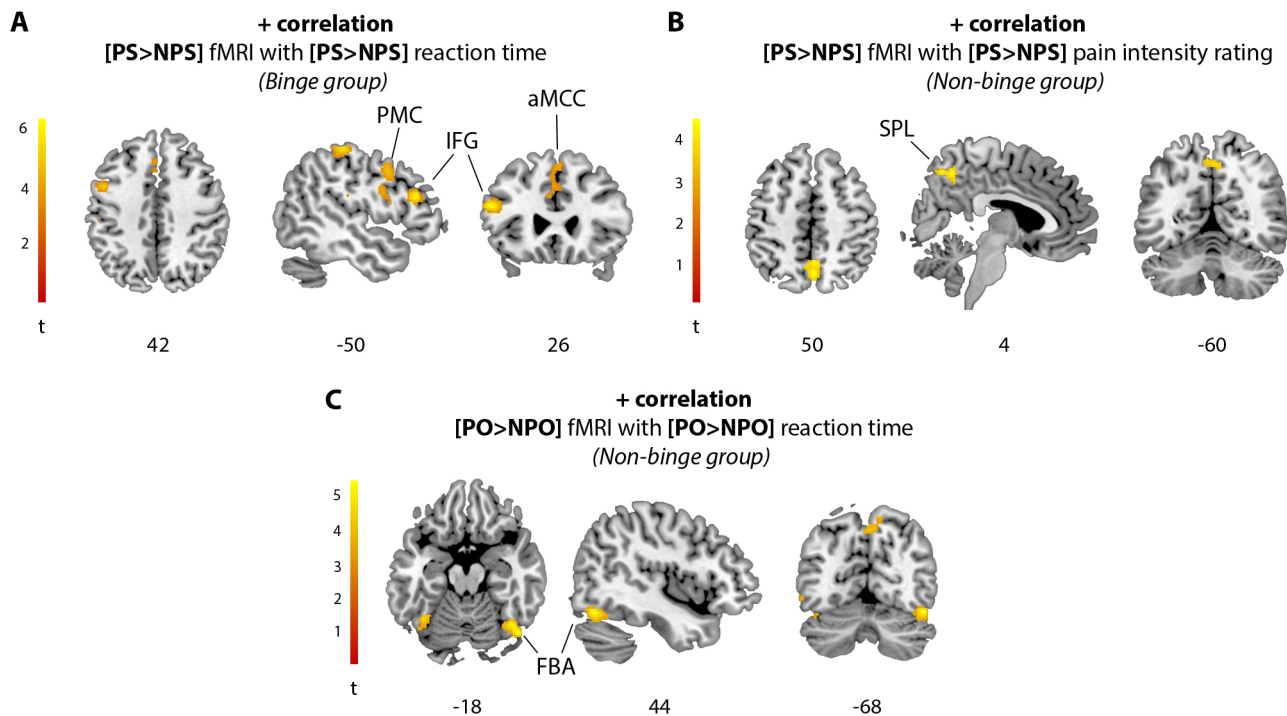 A
+ correlation
[PS>NPS] fMRI with [PS>NPS] reaction time
(Binge group)
6
4
2
t
PMC
IFG
aMCC
42
-50
26
B
+ correlation
[PS>NPS] fMRI with [PS>NPS] pain intensity rating
(Non-binge group)
4
3
2
1
t
SPL
50
4
-60
C
+ correlation
[PO>NPO] fMRI with [PO>NPO] reaction time
(Non-binge group)
5
4
3
2
1
t
FBA
-18
44
-68